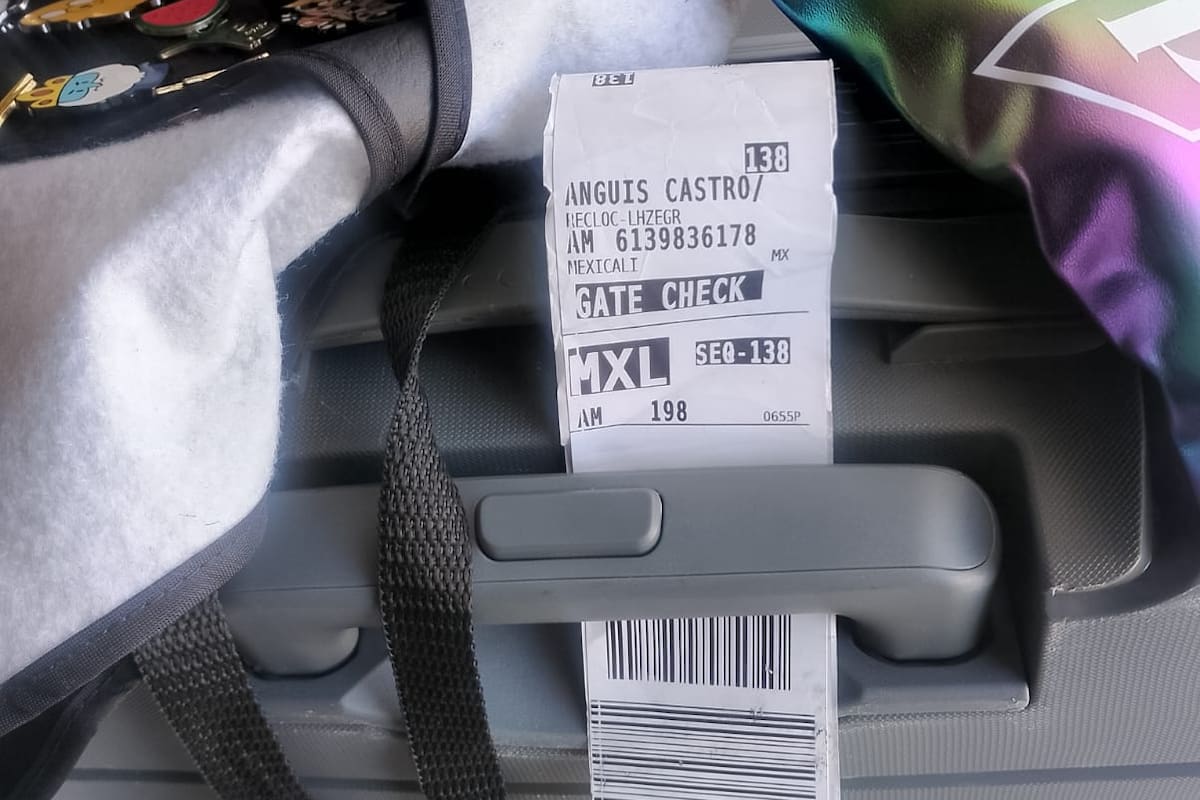 138
138
ANGUIS CASTRO/
RECLOC-LHZEGR
AM 6139836178
MEXICALI MX
GATE CHECK
MXL SEQ-138
AM 198 0655P